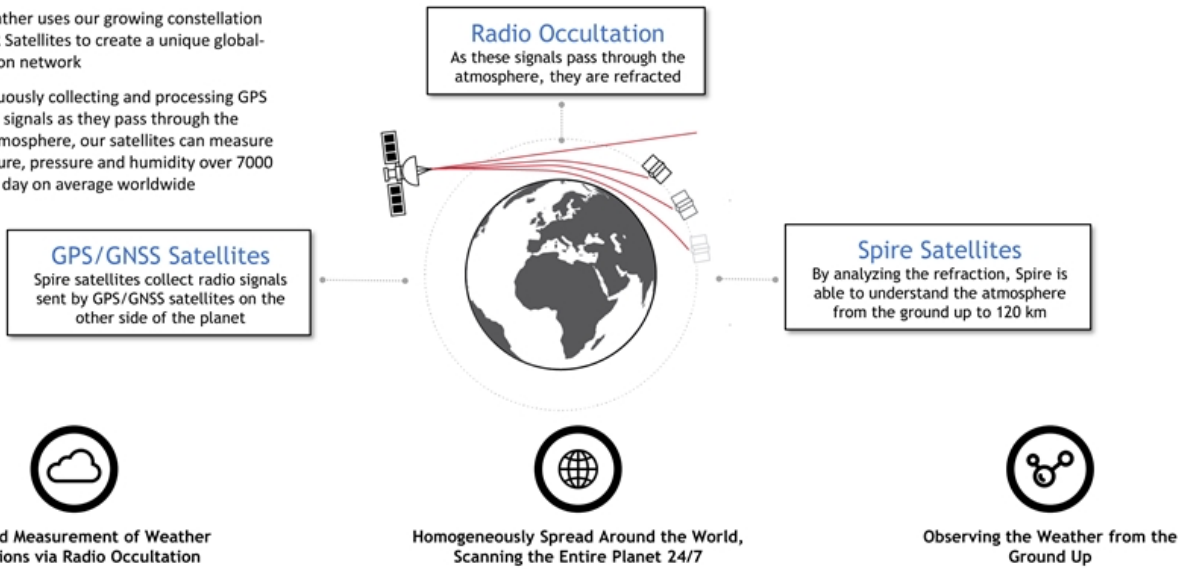 ather uses our growing constellation
Satellites to create a unique global-
on network
uously collecting and processing GPS
signals as they pass through the
mosphere, our satellites can measure
ure, pressure and humidity over 7000
day on average worldwide
Radio Occultation
As these signals pass through the
atmosphere, they are refracted
GPS/GNSS Satellites
Spire satellites collect radio signals
sent by GPS/GNSS satellites on the
other side of the planet
Spire Satellites
By analyzing the refraction, Spire is
able to understand the atmosphere
from the ground up to 120 km
d Measurement of Weather
ions via Radio Occultation
Homogeneously Spread Around the World,
Scanning the Entire Planet 24/7
Observing the Weather from the
Ground Up